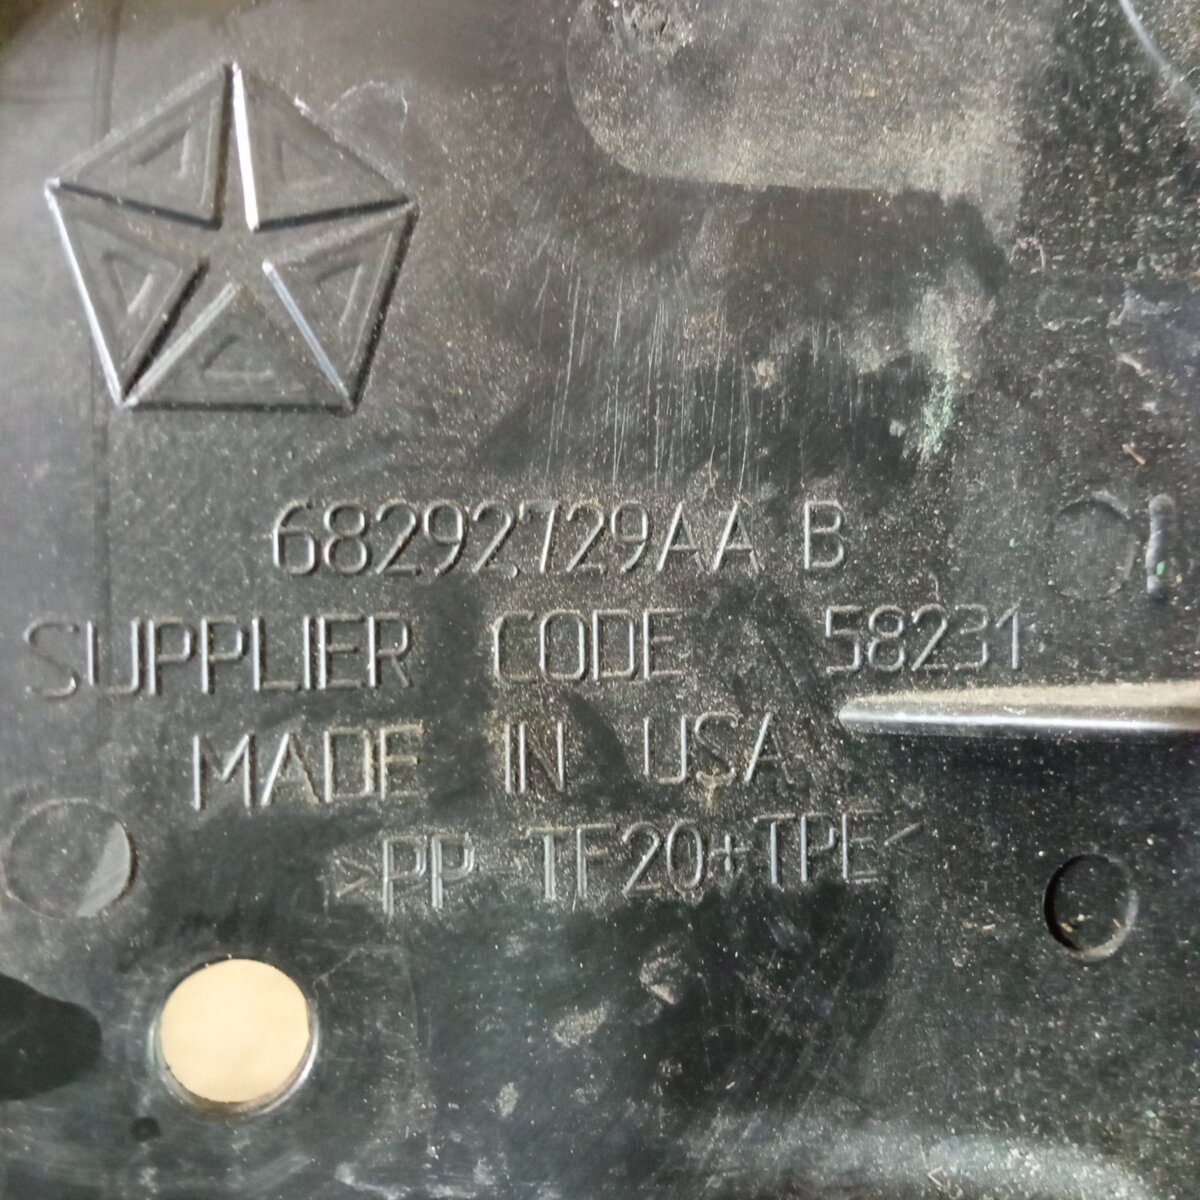 68292729AA B
SUPPLIER CODE 58231
MADE IN USA
>PP-TF20+TPE<